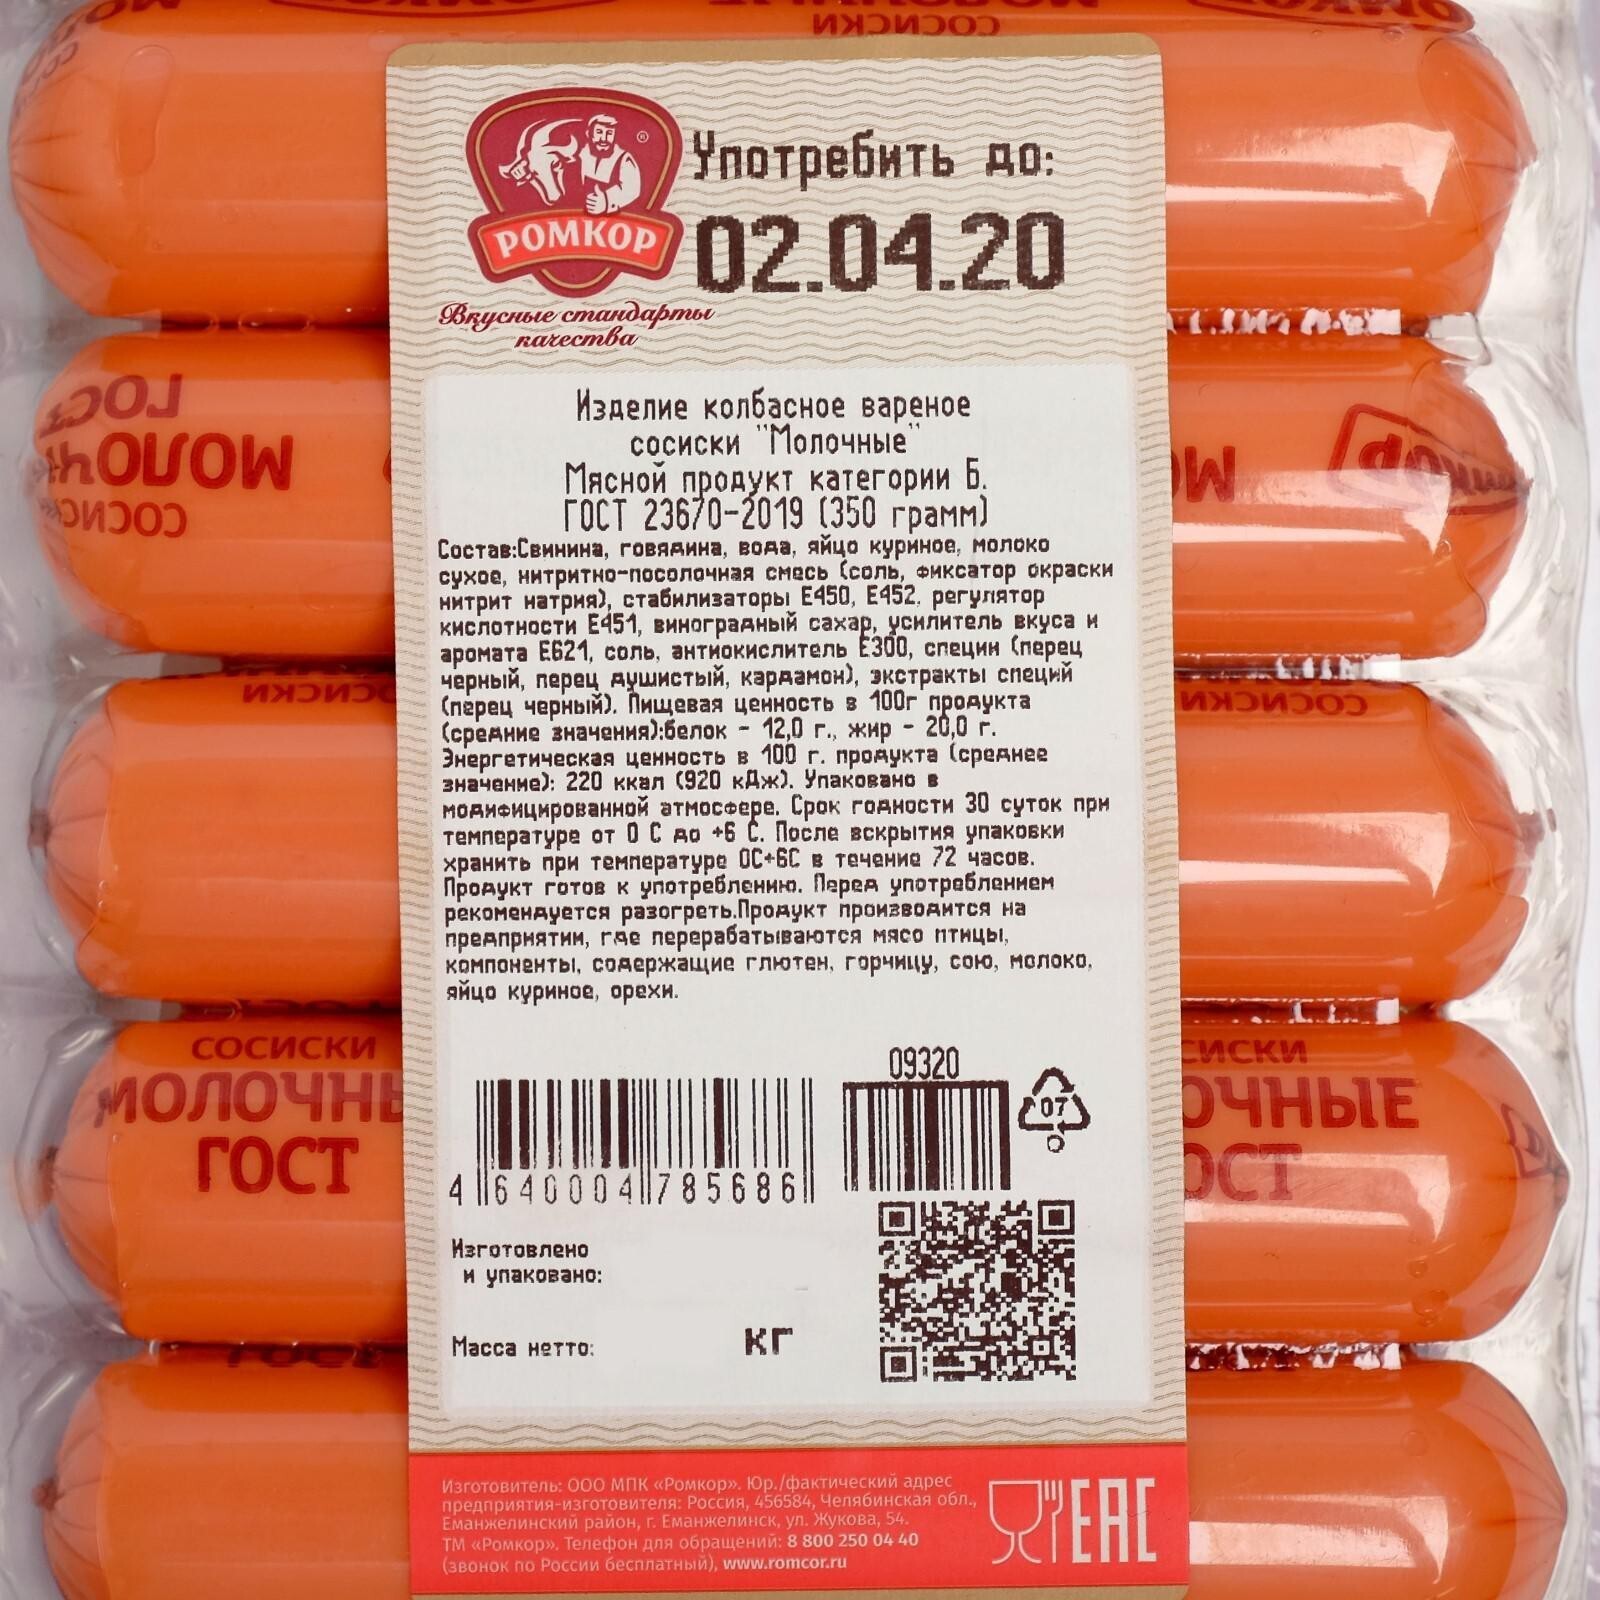 СОСИСКИ
РОМКОР
Употребить до:
02.04.20
Вкусные стандарты
качества
Изделие колбасное вареное
сосиски "Молочные"
Мясной продукт категории Б.
ГОСТ 23670-2019 (350 грамм)
Состав:Свинина, говядина, вода, яйцо куриное, молоко
сухое, нитритно-посолочная смесь (соль, фиксатор окраски
нитрит натрия), стабилизаторы Е450, Е452, регулятор
кислотности Е451, виноградный сахар, усилитель вкуса и
аромата Е621, соль, антиокислитель Е300, специи (перец
черный, перец душистый, кардамон), экстракты специй
(перец черный). Пищевая ценность в 100г продукта
(средние значения):белок - 12,0 г., жир - 20,0 г.
Энергетическая ценность в 100 г. продукта (среднее
значение): 220 ккал (920 кДж). Упаковано в
модифицированной атмосфере. Срок годности 30 суток при
температуре от 0 С до +6 С. После вскрытия упаковки
хранить при температуре 0С+6С в течение 72 часов.
Продукт готов к употреблению. Перед употреблением
рекомендуется разогреть.Продукт производится на
предприятии, где перерабатываются мясо птицы,
компоненты, содержащие глютен, горчицу, сою, молоко,
яйцо куриное, орехи.
СОСИСКИ
МОЛОЧНЫ
ГОСТ
СИСКИ
ОЧНЫЕ
ОСТ
09320
07
4 640004 785686
Изготовлено
и упаковано:
Масса нетто: кг
Изготовитель: ООО МПК «Ромкор». Юр./фактический адрес
предприятия-изготовителя: Россия, 456584, Челябинская обл.,
Еманжелинский район, г. Еманжелинск, ул. Жукова, 54.
ТМ «Ромкор». Телефон для обращений: 8 800 250 04 40
(звонок по России бесплатный), www.romcor.ru
EAC